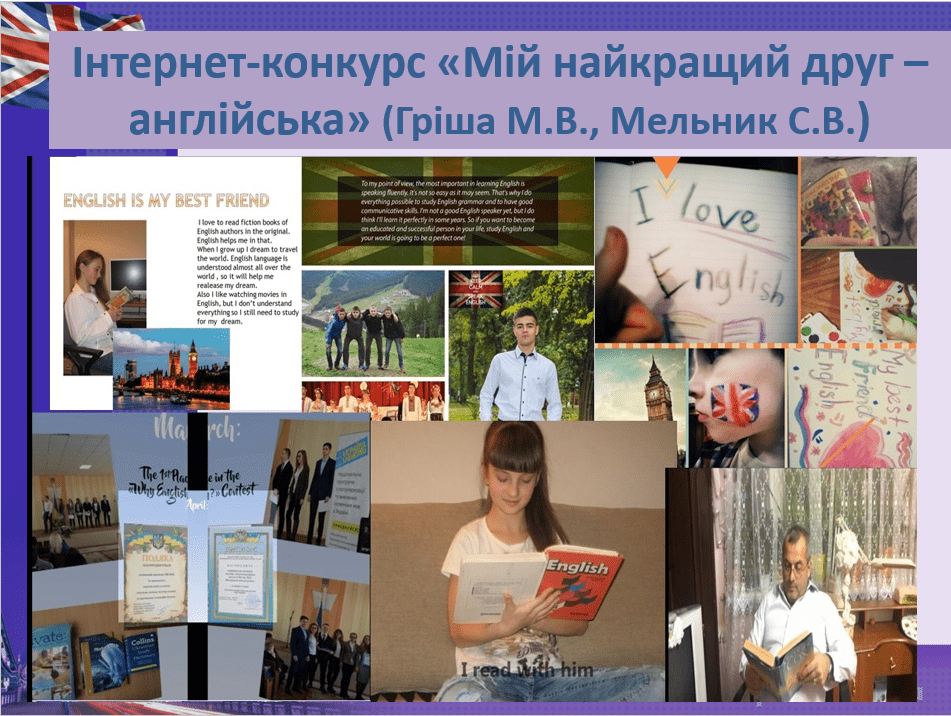 Інтернет-конкурс «Мій найкращий друг –
англійська» (Гріша М.В., Мельник С.В.)
ENGLISH IS MY BEST FRIEND
I love to read fiction books of
English authors in the original.
English helps me in that.
When I grow up I dream to travel
the world. English language is
understood almost all over the
world , so it will help me
realease my dream.
Also I like watching movies in
English, but I don't understand
everything so I still need to study
for my dream.
To my point of view, the most important in learning English is
speaking fluently. It's not so easy as it may seem. That's why I do
everything possible to study English grammar and to have good
communicative skills. I'm not a good English speaker yet, but I do
think I'll learn it perfectly in some years. So if you want to become
an educated and successful person in your life, study English and
your world is going to be a perfect one!
KEEP
CALM
ENGLISH
I love
English
My best
friend
English
The 1st in the
«Why English ?» Contest
April:
ПОДЯКА
Collins
English
I read with him